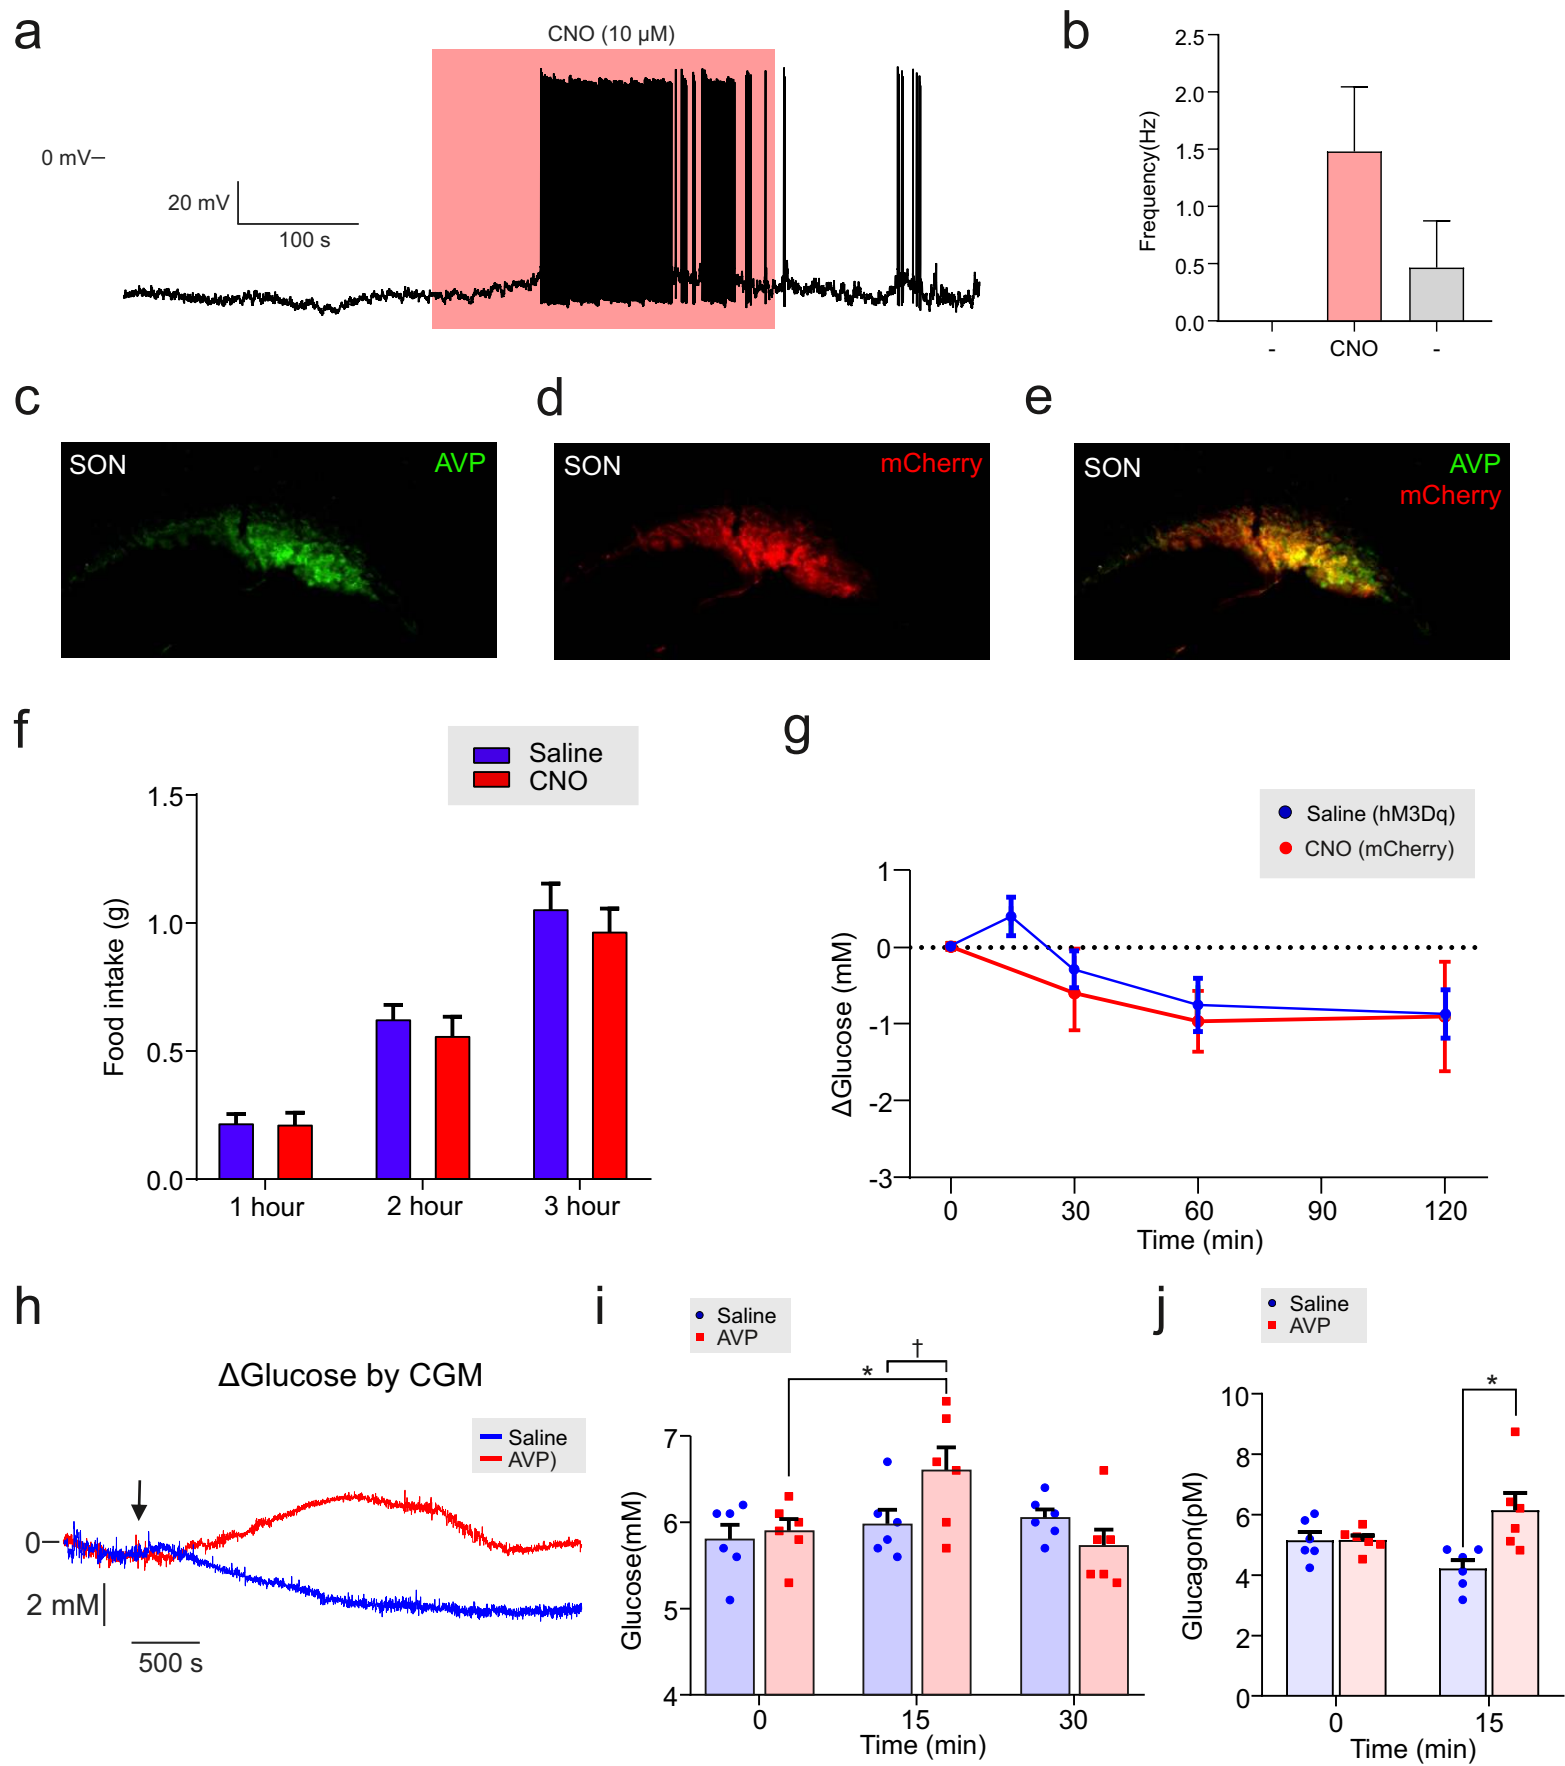 a
CNO (10 µM)
0 mV
20 mV
100 s
b
2.5
2.0
1.5
1.0
0.5
0.0
Frequency(Hz)
-
CNO
-
c
SON
AVP
d
SON
mCherry
e
SON
AVP
mCherry
f
Saline
CNO
1.5
1.0
0.5
0.0
Food intake (g)
1 hour
2 hour
3 hour
g
Saline (hM3Dq)
CNO (mCherry)
1
0
-1
-2
-3
ΔGlucose (mM)
0
30
60
90
120
Time (min)
h
ΔGlucose by CGM
Saline
AVP)
0
2 mM
500 s
i
Saline
AVP
*
†
7
6
5
4
Glucose(mM)
0
15
30
Time (min)
j
Saline
AVP
*
10
8
6
4
2
0
Glucagon(pM)
0
15
Time (min)